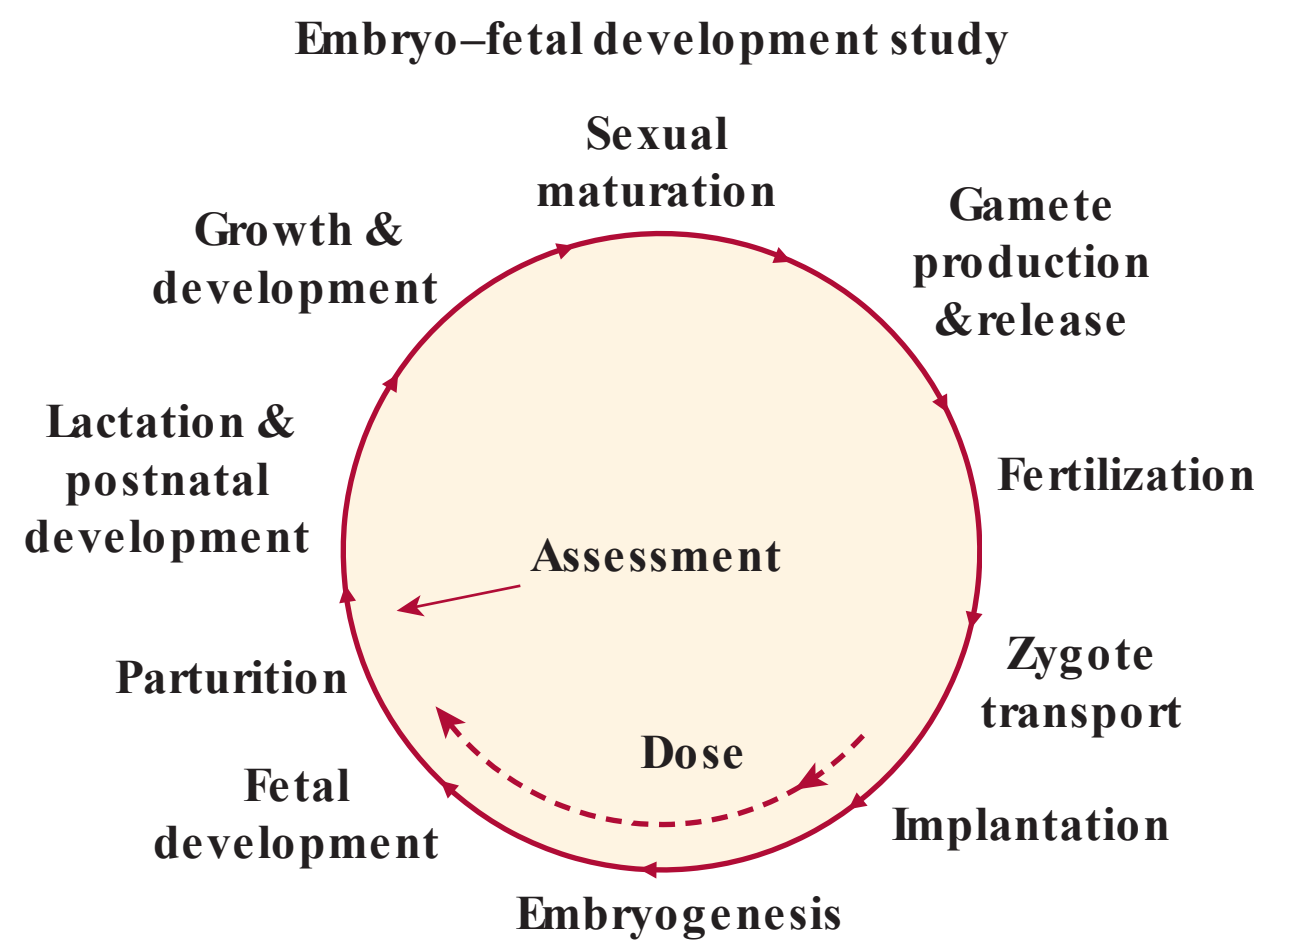 Embryo–fetal development study
Sexual
maturation
Gamete
production
&release
Fertilization
Zygote
transport
Implantation
Embryogenesis
Fetal
development
Parturition
Lactation &
postnatal
development
Growth &
development
Assessment
Dose